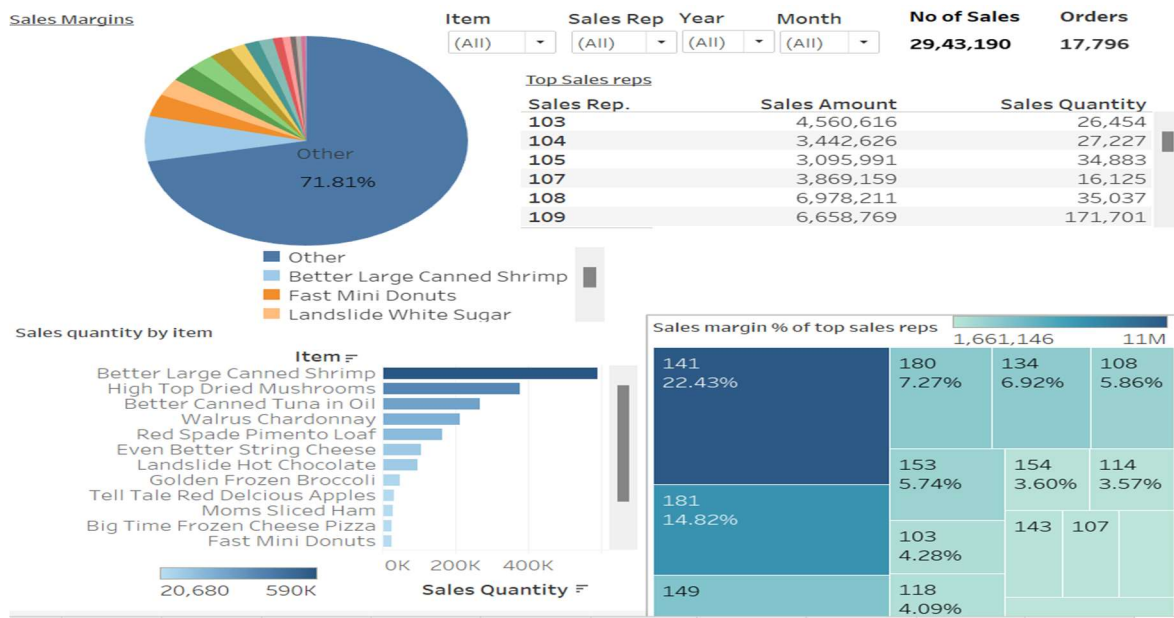 Sales Margins
Item Sales Rep Year Month No of Sales Orders
(All) (All) (All) (All) 29,43,190 17,796
Other
71.81%
Other
Better Large Canned Shrimp
Fast Mini Donuts
Landslide White Sugar
Top Sales reps
Sales Rep. Sales Amount Sales Quantity
103 4,560,616 26,454
104 3,442,626 27,227
105 3,095,991 34,883
107 3,869,159 16,125
108 6,978,211 35,037
109 6,658,769 171,701
Sales quantity by item
Item
Better Large Canned Shrimp
High Top Dried Mushrooms
Better Canned Tuna in Oil
Walrus Chardonnay
Red Spade Pimento Loaf
Even Better String Cheese
Landslide Hot Chocolate
Golden Frozen Broccoli
Tell Tale Red Delcious Apples
Moms Sliced Ham
Big Time Frozen Cheese Pizza
Fast Mini Donuts
0K 200K 400K
20,680 590K
Sales Quantity
Sales margin % of top sales reps
1,661,146 11M
141
22.43%
181
14.82%
149
180
7.27%
134
6.92%
108
5.86%
153
5.74%
154
3.60%
114
3.57%
103
4.28%
143
107
118
4.09%